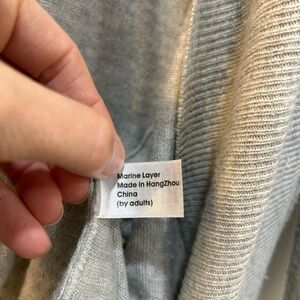 Marine Layer
Made in HangZhou
China
(by adults)